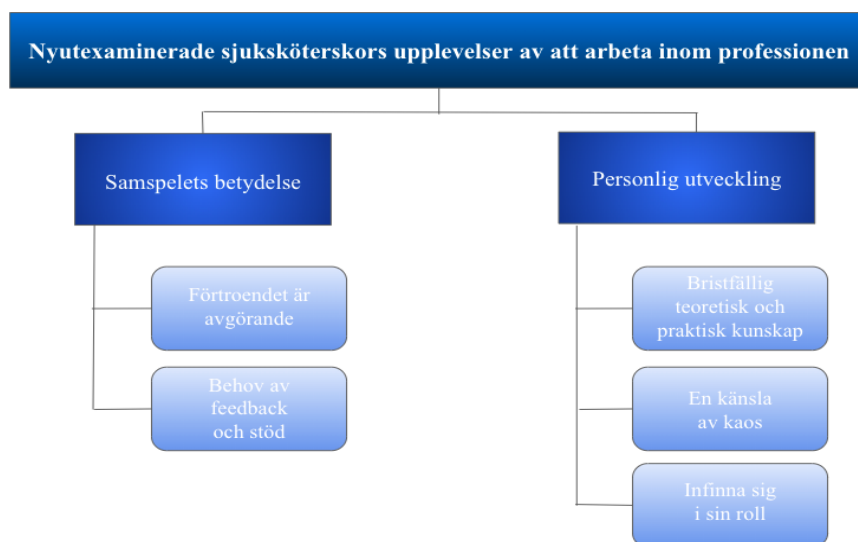 Nyutexaminerade sjuksköterskors upplevelser av att arbeta inom professionen
Samspelets betydelse
Förtroendet är
avgörande
Behov av
feedback
och stöd
Personlig utveckling
Bristfällig
teoretisk och
praktisk kunskap
En känsla
av kaos
Infinna sig
i sin roll